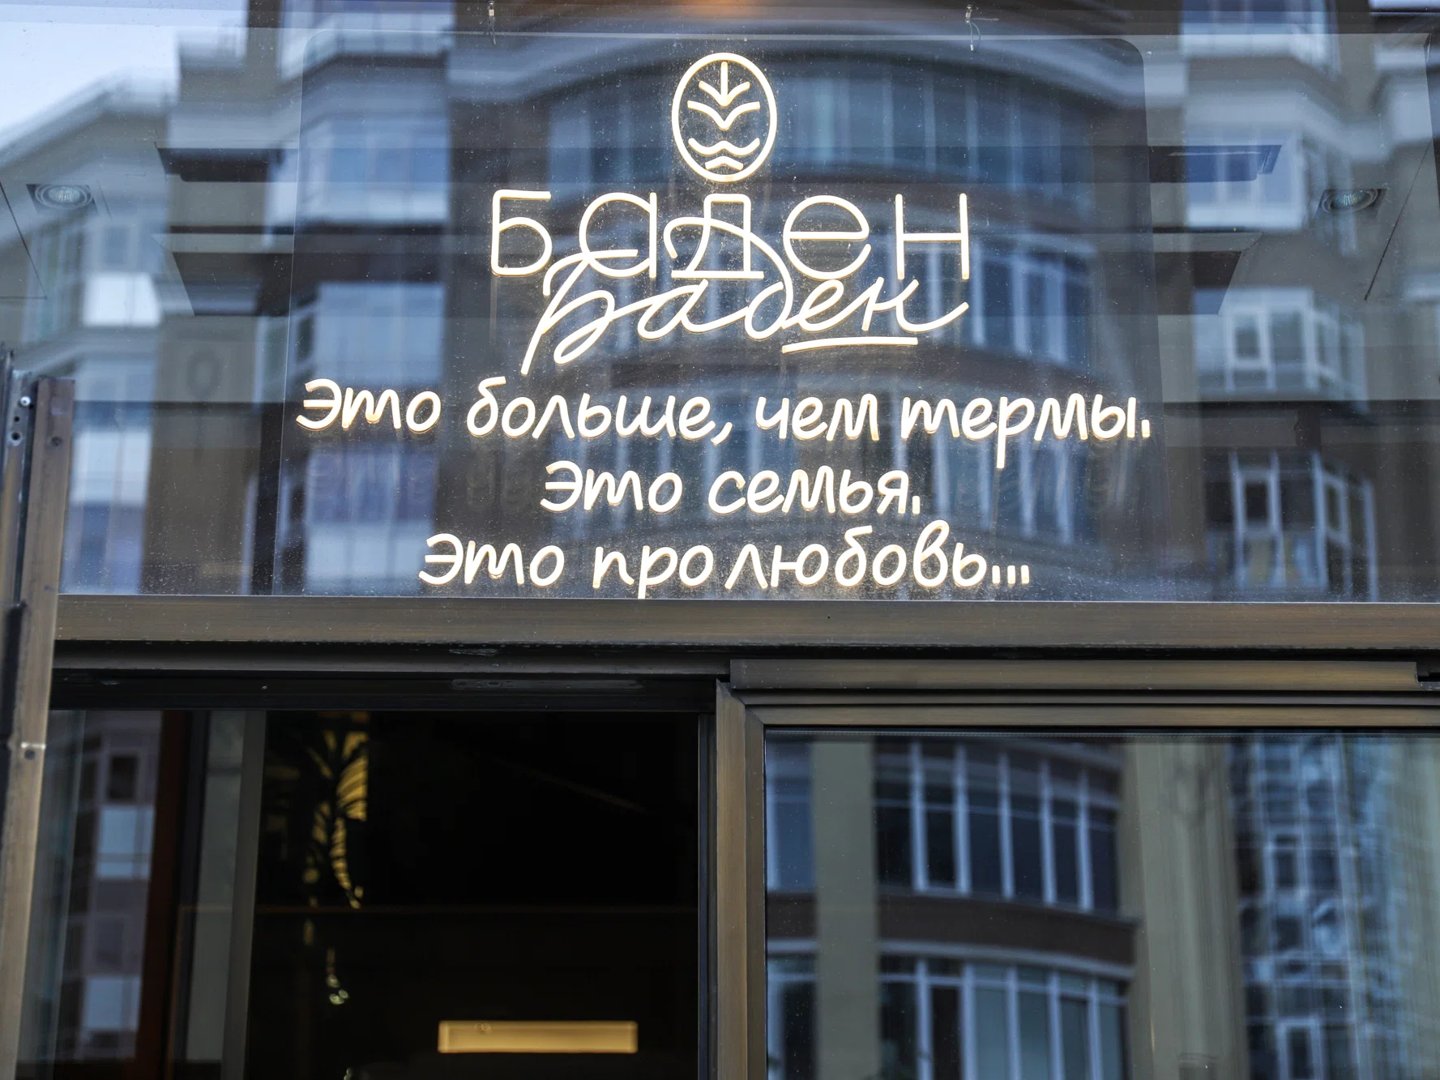 Баден
Баден
Это больше, чем термы.
Это семья.
Это про любовь...